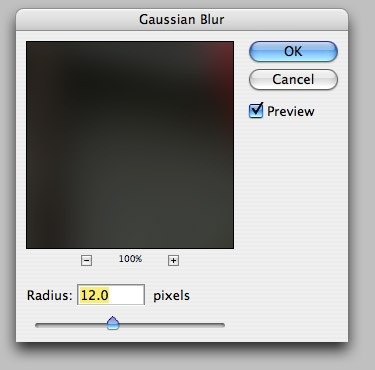 Gaussian Blur
OK
Cancel
Preview
100%
Radius: 12.0 pixels